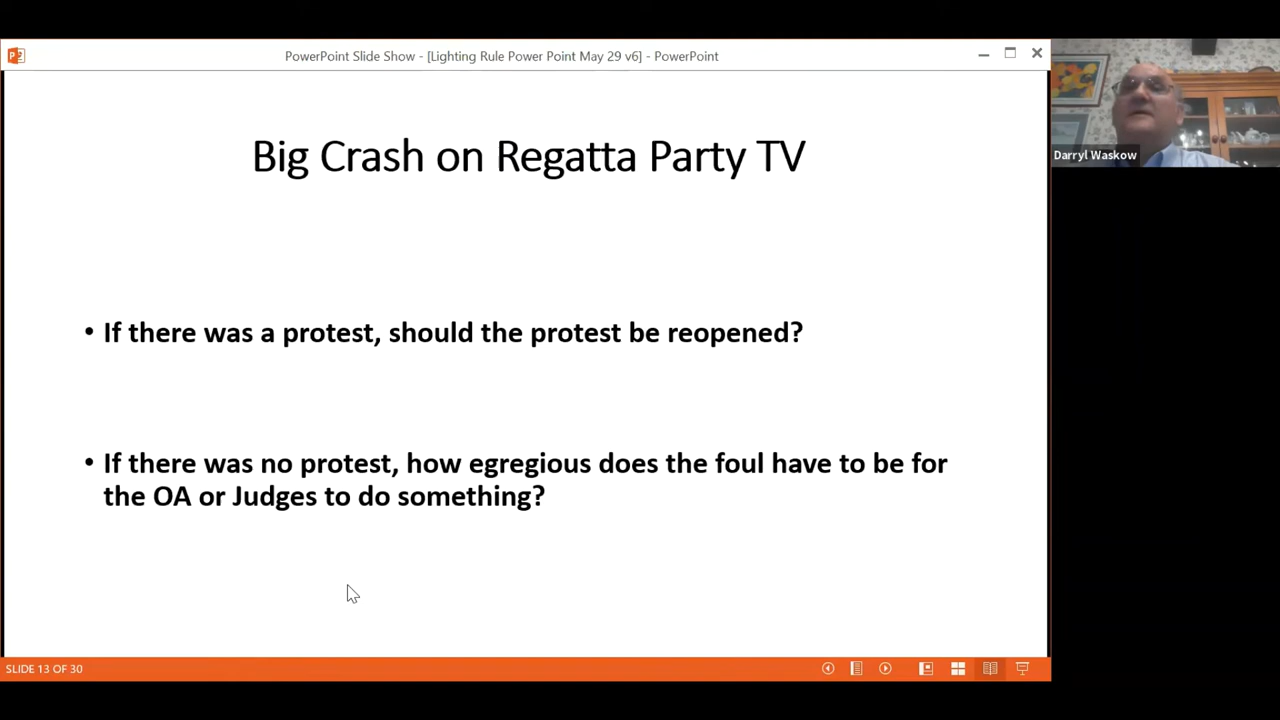 PowerPoint Slide Show - [Lighting Rule Power Point May 29 v6] - PowerPoint
Big Crash on Regatta Party TV
• If there was a protest, should the protest be reopened?
• If there was no protest, how egregious does the foul have to be for
the OA or Judges to do something?
SLIDE 13 OF 30
Darryl Waskow